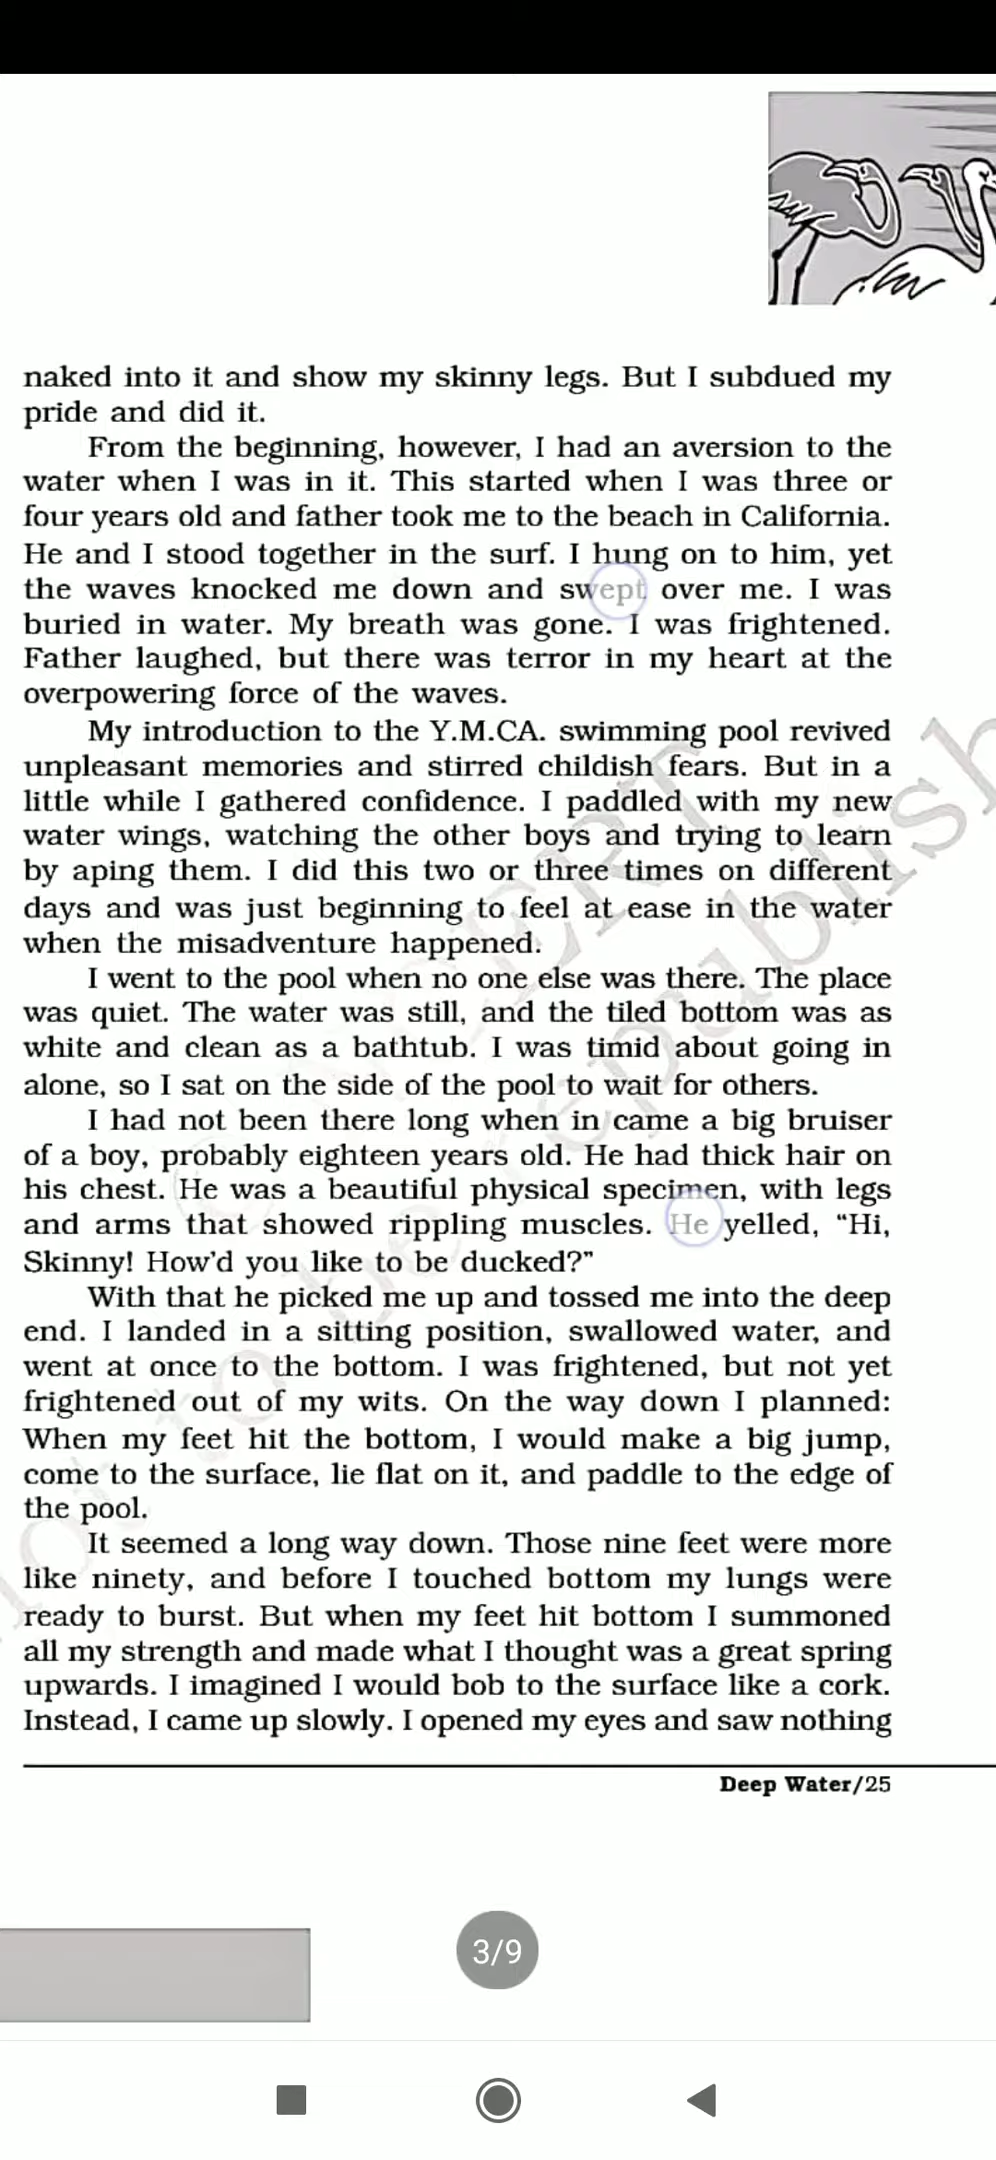 naked into it and show my skinny legs. But I subdued my
pride and did it.
From the beginning, however, I had an aversion to the
water when I was in it. This started when I was three or
four years old and father took me to the beach in California.
He and I stood together in the surf. I hung on to him, yet
the waves knocked me down and swept over me. I was
buried in water. My breath was gone. I was frightened.
Father laughed, but there was terror in my heart at the
overpowering force of the waves.
My introduction to the Y.M.CA. swimming pool revived
unpleasant memories and stirred childish fears. But in a
little while I gathered confidence. I paddled with my new
water wings, watching the other boys and trying to learn
by aping them. I did this two or three times on different
days and was just beginning to feel at ease in the water
when the misadventure happened.
I went to the pool when no one else was there. The place
was quiet. The water was still, and the tiled bottom was as
white and clean as a bathtub. I was timid about going in
alone, so I sat on the side of the pool to wait for others.
I had not been there long when in came a big bruiser
of a boy, probably eighteen years old. He had thick hair on
his chest. He was a beautiful physical specimen, with legs
and arms that showed rippling muscles. He yelled, “Hi,
Skinny! How’d you like to be ducked?”
With that he picked me up and tossed me into the deep
end. I landed in a sitting position, swallowed water, and
went at once to the bottom. I was frightened, but not yet
frightened out of my wits. On the way down I planned:
When my feet hit the bottom, I would make a big jump,
come to the surface, lie flat on it, and paddle to the edge of
the pool.
It seemed a long way down. Those nine feet were more
like ninety, and before I touched bottom my lungs were
ready to burst. But when my feet hit bottom I summoned
all my strength and made what I thought was a great spring
upwards. I imagined I would bob to the surface like a cork.
Instead, I came up slowly. I opened my eyes and saw nothing
Deep Water/25
3/9